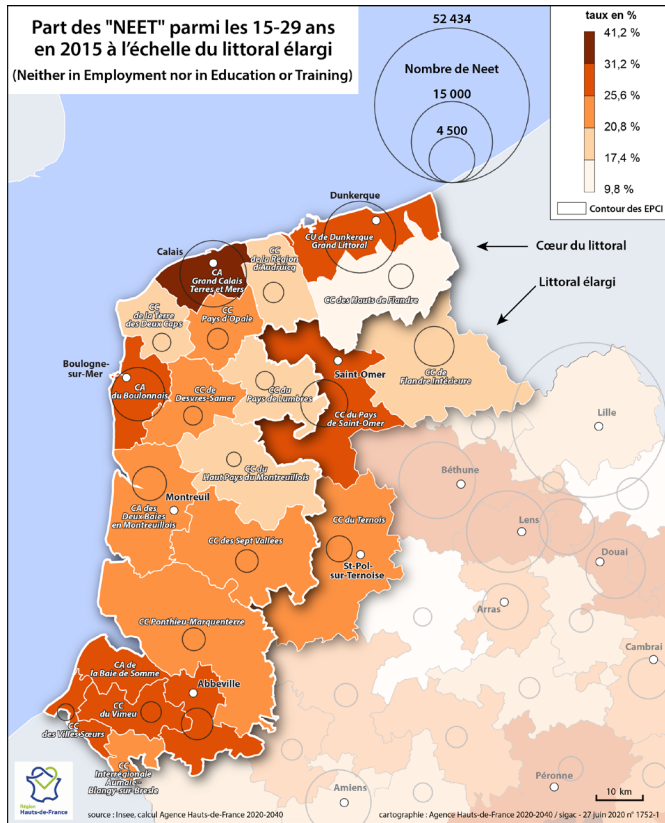 Part des "NEET" parmi les 15-29 ans
en 2015 à l'échelle du littoral élargi
(Neither in Employment nor in Education or Training)
52 434
Nombre de Neet
15 000
4 500
taux en %
41,2 %
31,2 %
25,6 %
20,8 %
17,4 %
9,8 %
Contour des EPCI
Cœur du littoral
Littoral élargi
Dunkerque
CU de Dunkerque
Grand Littoral
Calais
CA
Grand Calais
Terres et Mers
CC
de la Région
d'Audruicq
CC des Hauts de Flandre
CC
de la Terre
des Deux Caps
CC
Pays d'Opale
Boulogne-
sur-Mer
CA
du Boulonnais
CC de
Desvres-Samer
CC du
Pays de Lumbres
Saint-Omer
CC du Pays
de Saint-Omer
CC de
Flandre Intérieure
Lille
CC du
Haut Pays du Montreuillois
CA des
Deux Baies
en Montreuillois
Montreuil
CC des Sept Vallées
CC du Ternois
St-Pol-
sur-Ternoise
Béthune
Lens
Douai
Arras
Cambrai
CC Ponthieu-Marquenterre
CA de
la Baie de Somme
Abbeville
CC
du Vimeu
CC
des Villes Sœurs
CC
Interrégionale
Aumale
Blangy-sur-Bresle
Amiens
Péronne
10 km
Région
Hauts-de-France
source : Insee, calcul Agence Hauts-de-France 2020-2040
cartographie : Agence Hauts-de-France 2020-2040 / sigac - 27 juin 2020 n° 1752-1